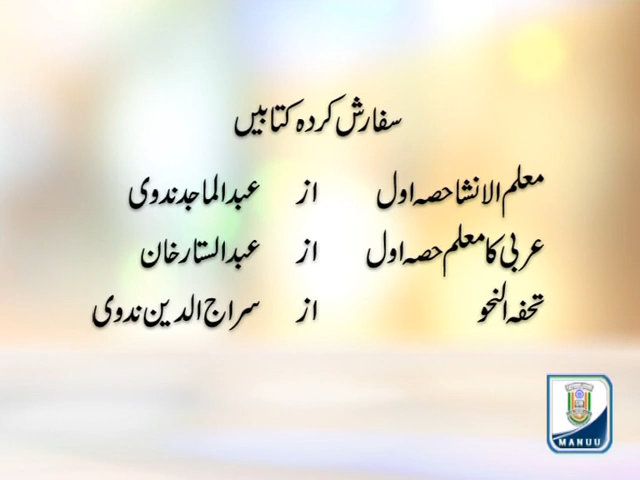 سفارش کردہ کتابیں
معلم الانشا حصہ اول از عبدالماجد ندوی
عربی کا معلم حصہ اول از عبدالستار خان
تحفہ النحو از سراج الدین ندوی
MANUU